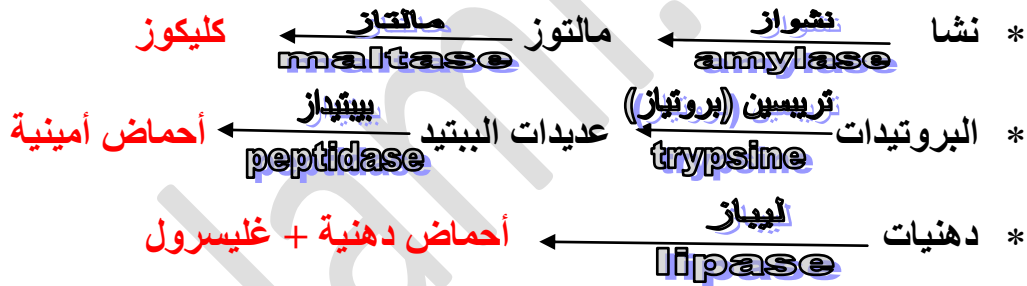 * نشا نشواز amylase مالتوز مالتاز maltase كليكوز
* البروتيدات تريبسين (بروتياز) trypsine عديدات الببتيد بيبتيداز peptidase أحماض أمينية
* دهنيات ليباز lipase أحماض دهنية + غليسرول